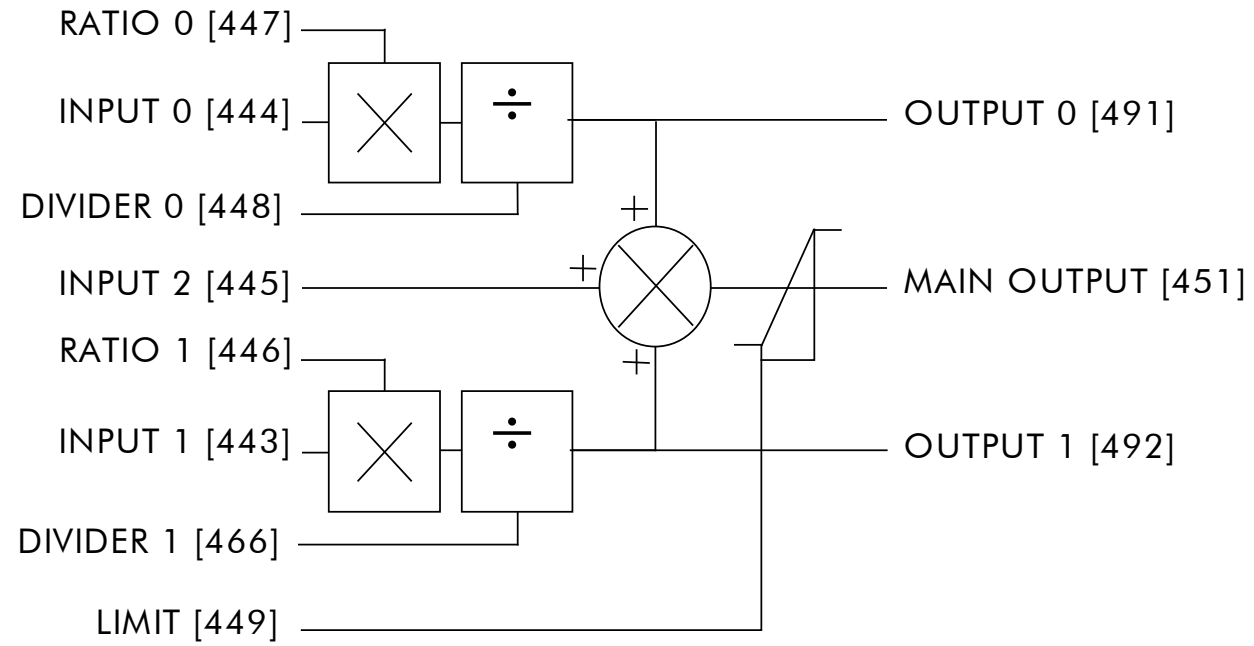 RATIO 0 [447]
INPUT 0 [444]
OUTPUT 0 [491]
DIVIDER 0 [448]
INPUT 2 [445]
MAIN OUTPUT [451]
RATIO 1 [446]
INPUT 1 [443]
OUTPUT 1 [492]
DIVIDER 1 [466]
LIMIT [449]